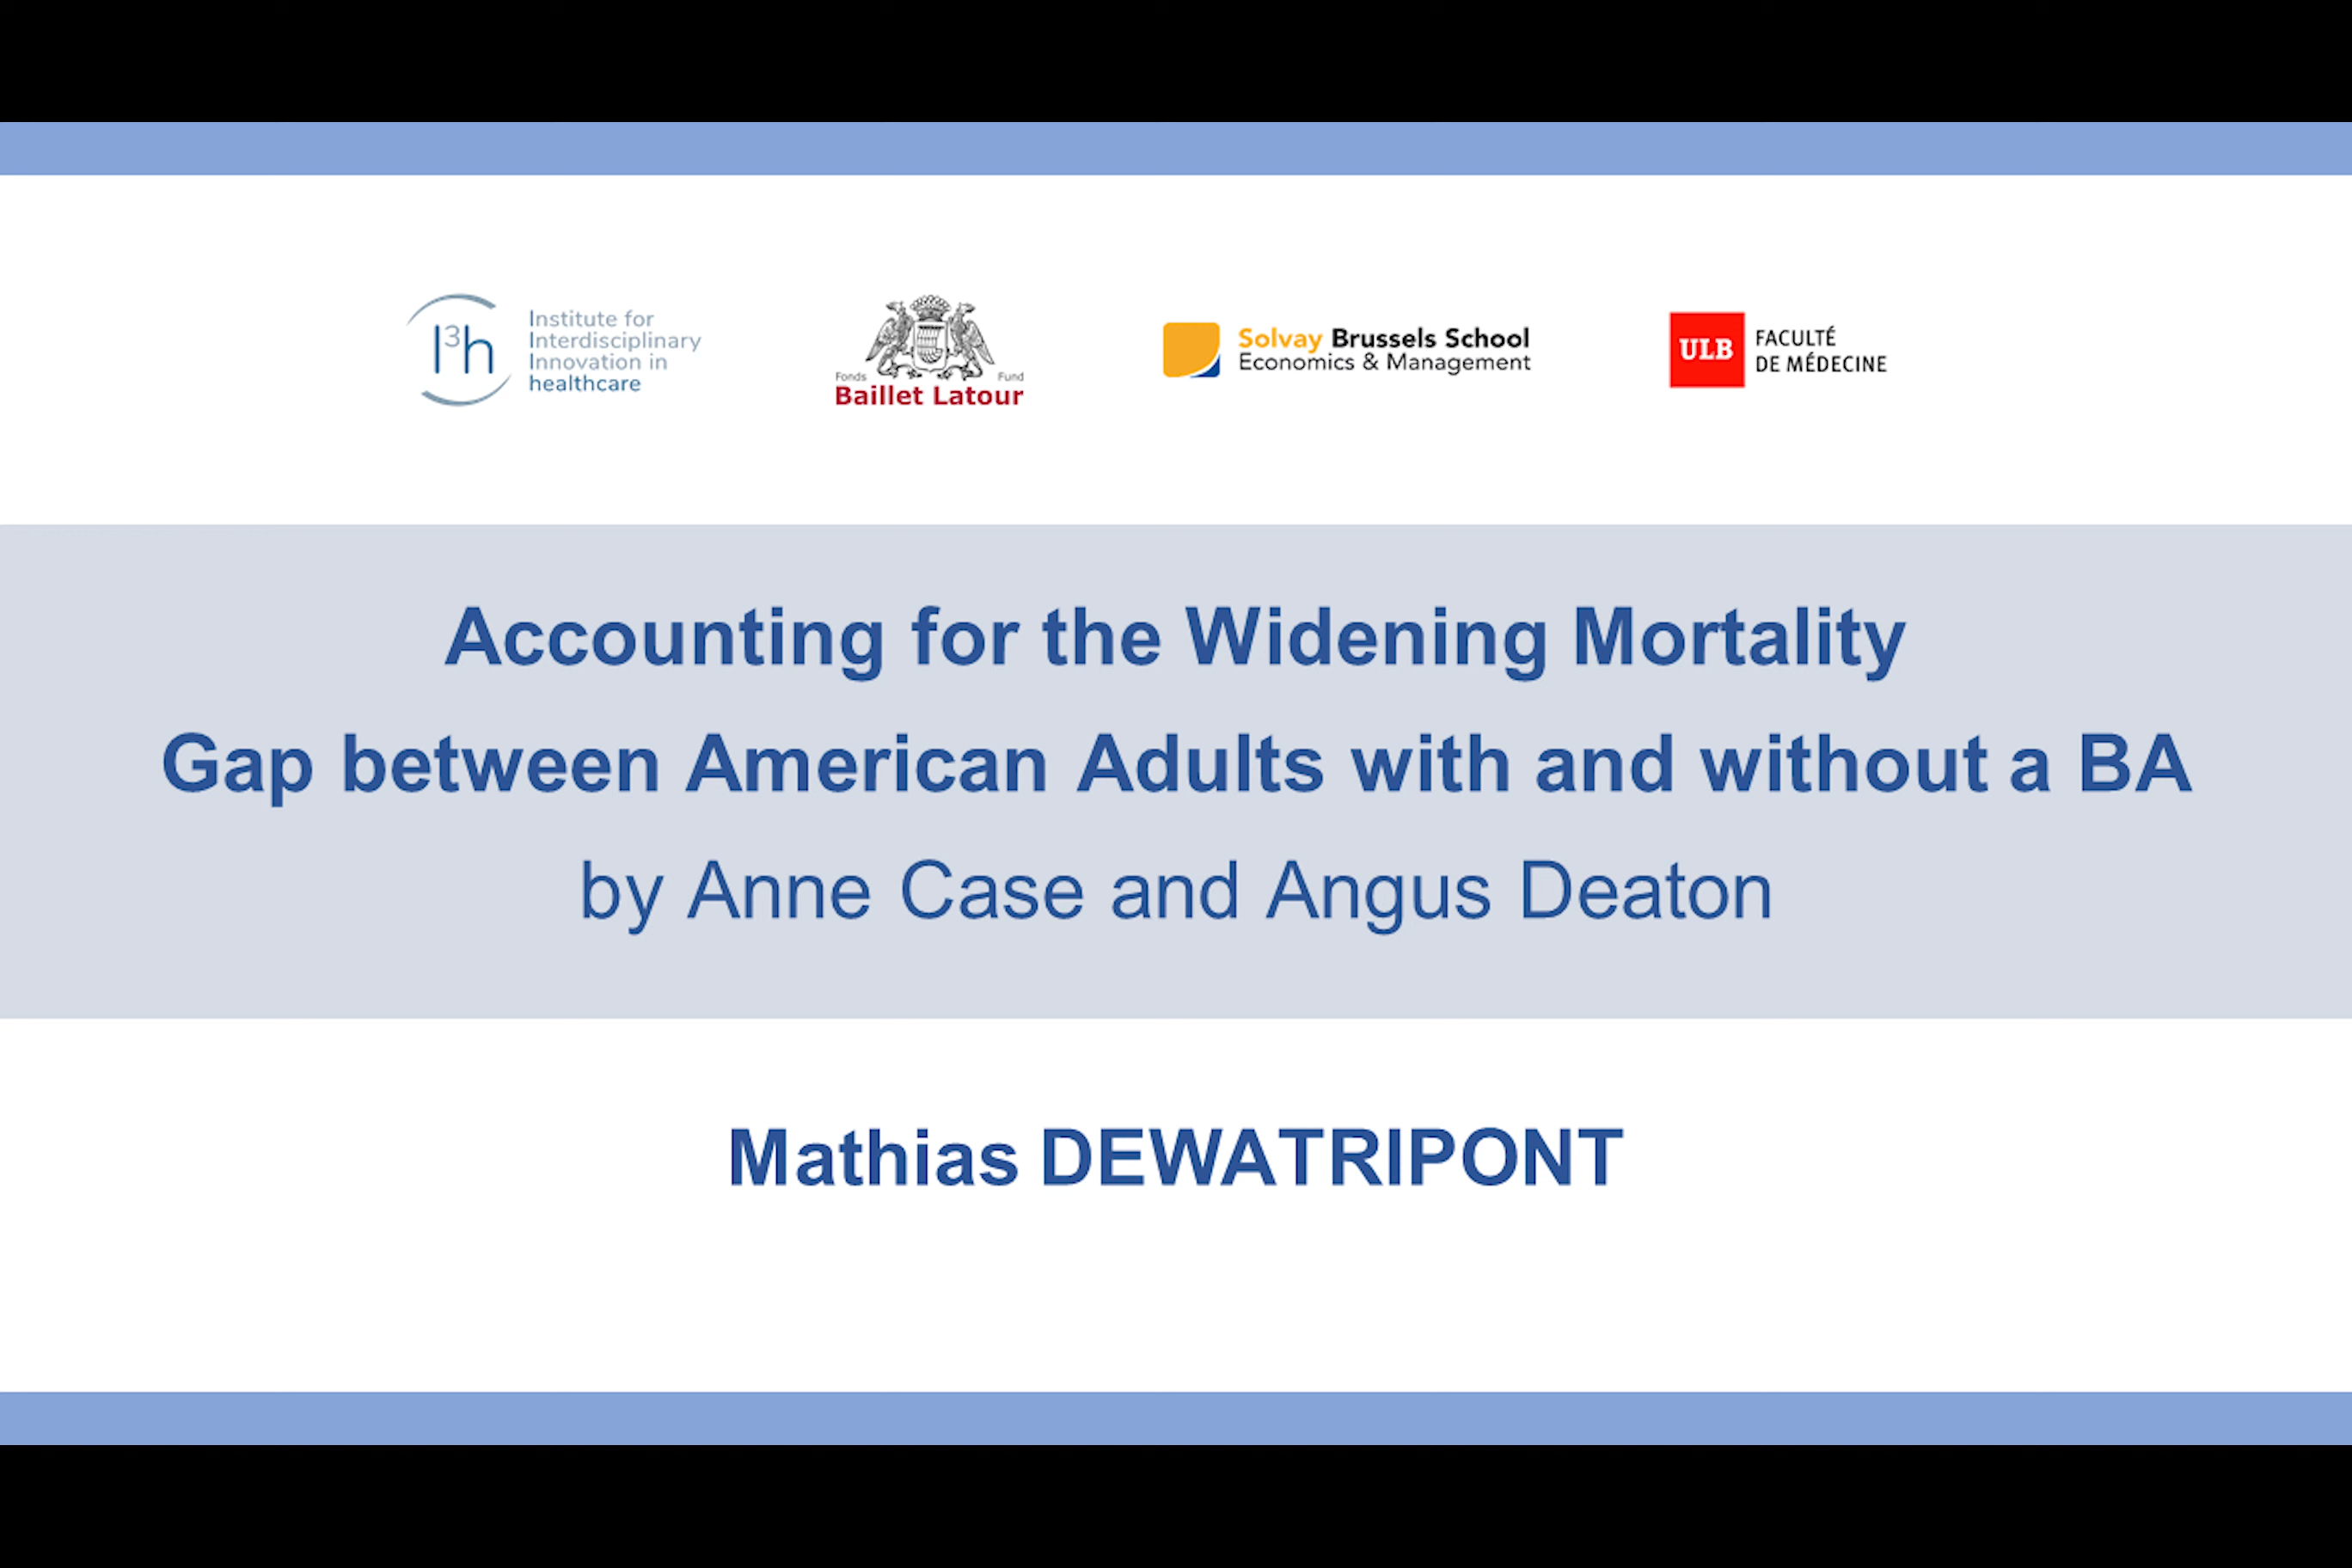 I³h
Institute for
Interdisciplinary
Innovation in
healthcare
Fonds Fund
Baillet Latour
Solvay Brussels School
Economics & Management
ULB
FACULTÉ
DE MÉDECINE
Accounting for the Widening Mortality
Gap between American Adults with and without a BA
by Anne Case and Angus Deaton
Mathias DEWATRIPONT